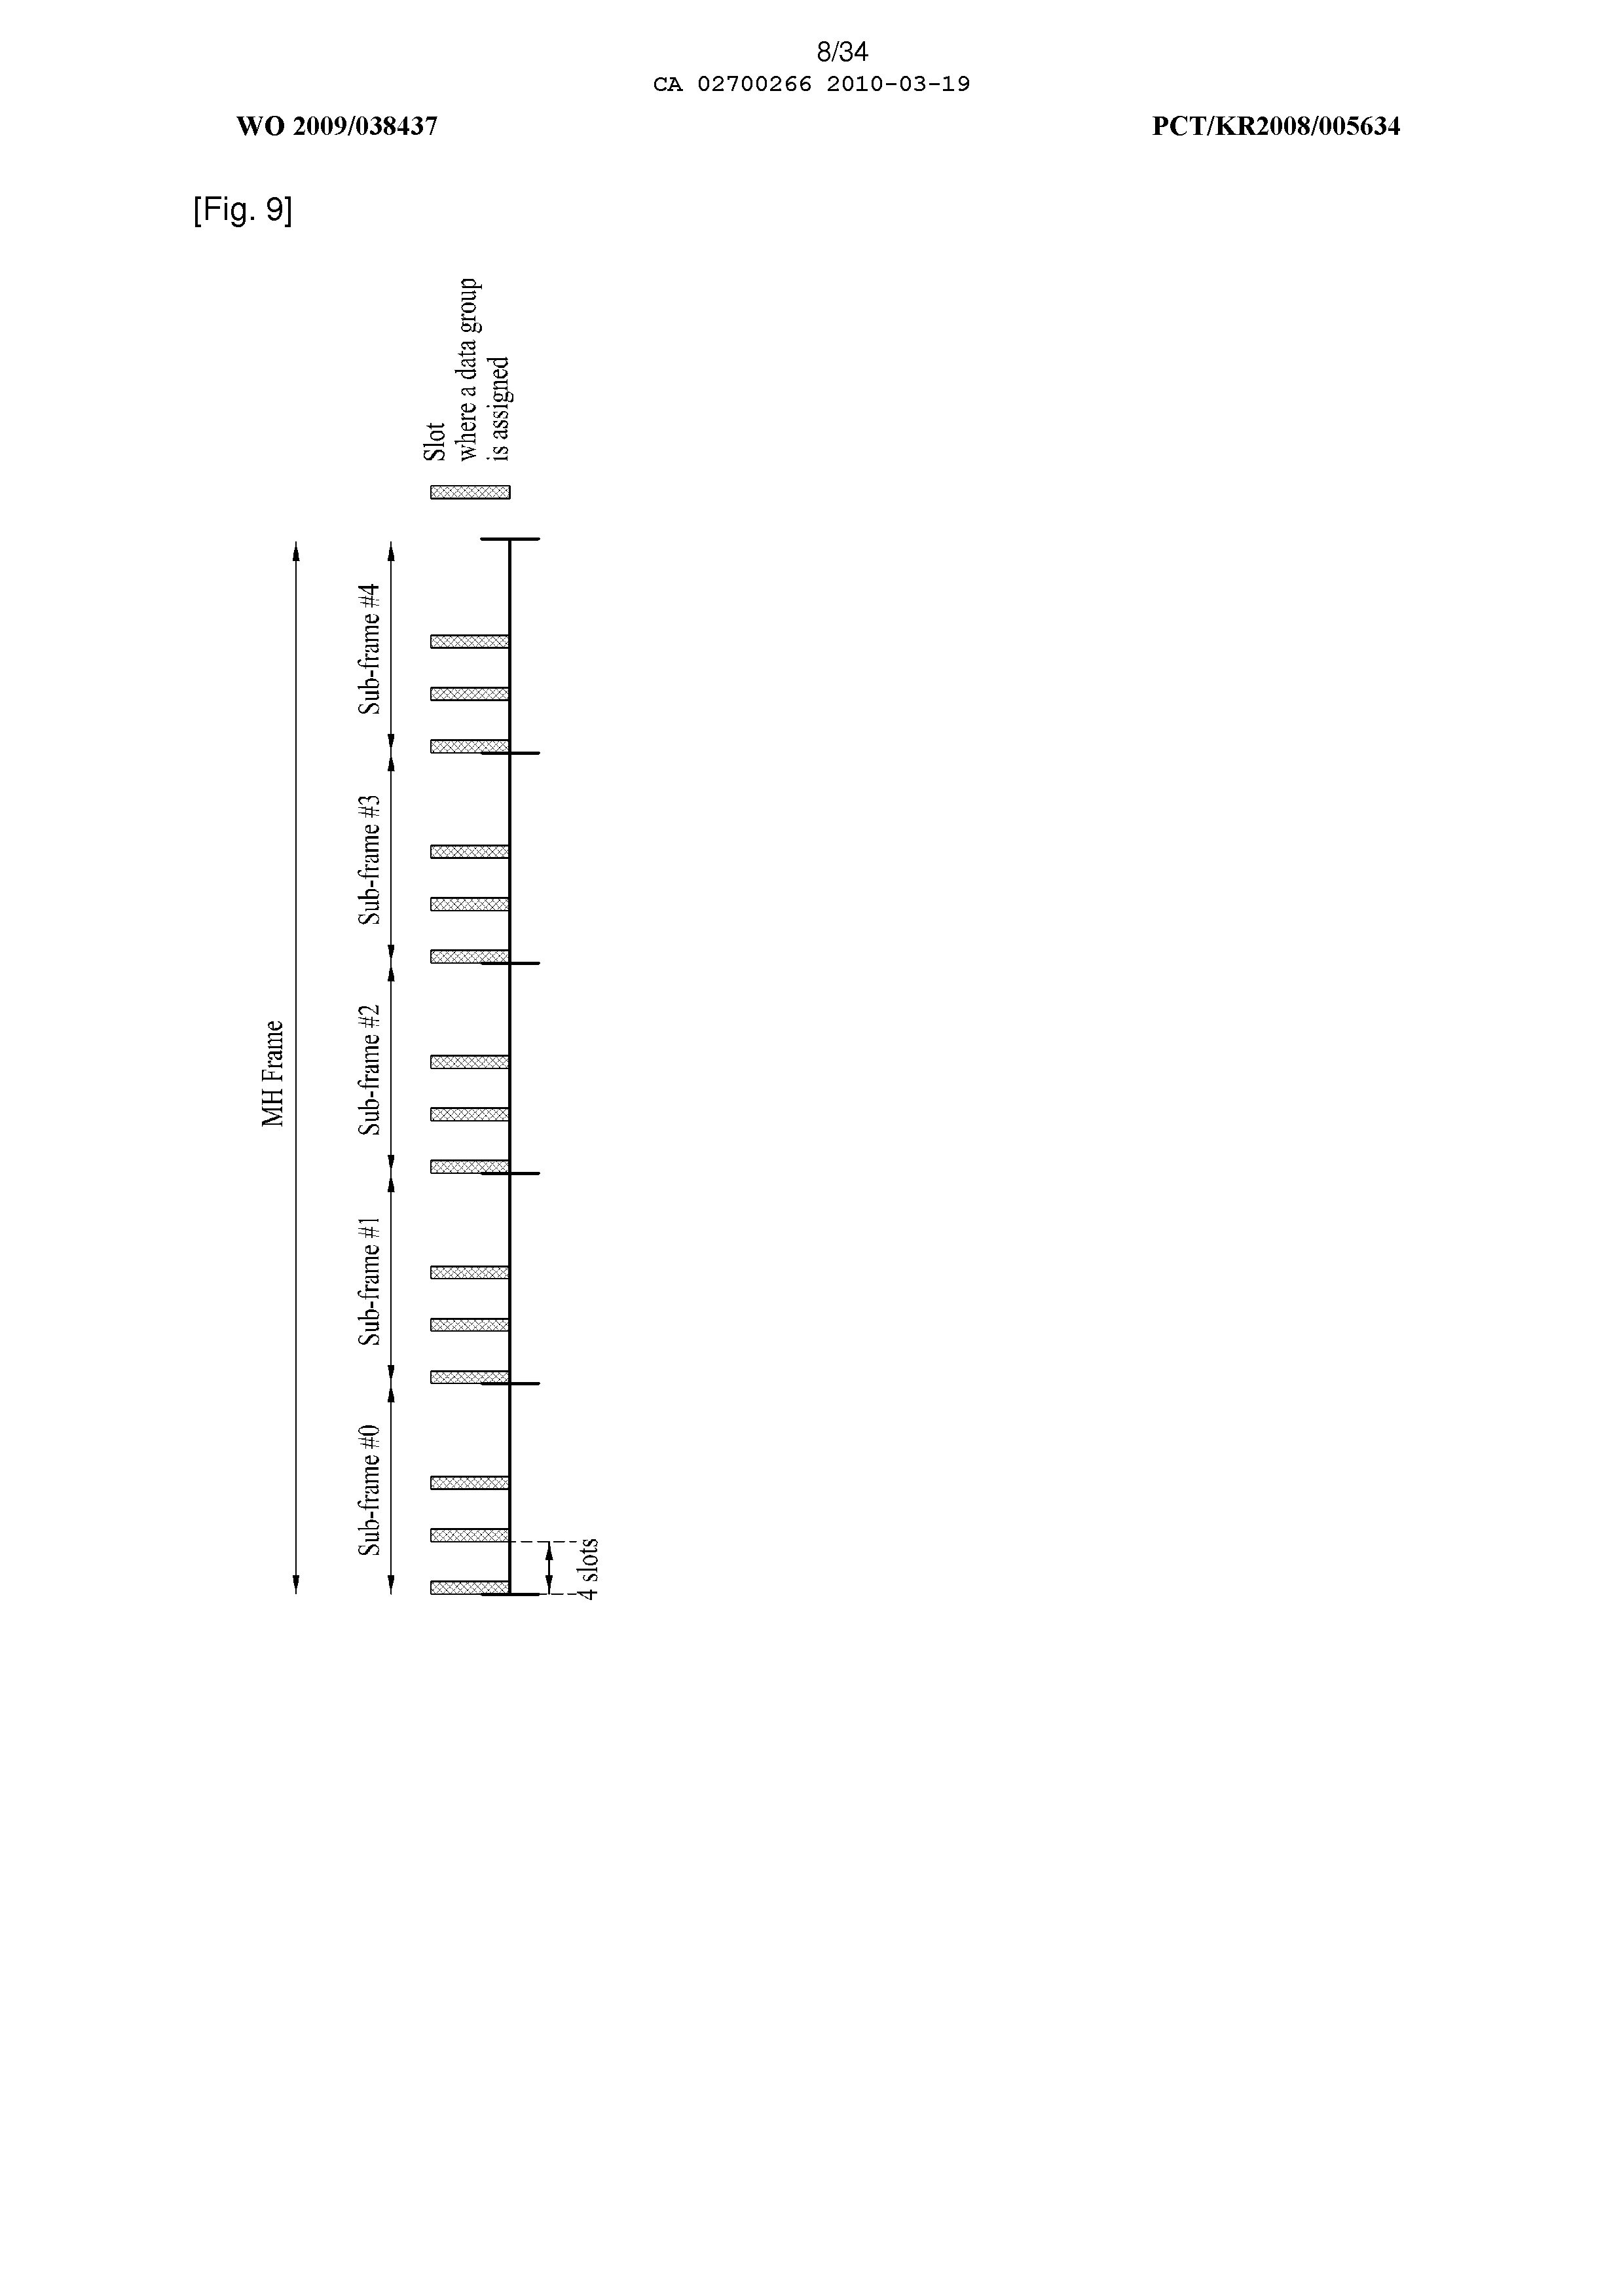 8/34
CA 02700266 2010-03-19
WO 2009/038437
PCT/KR2008/005634
[Fig. 9]
MH Frame
Sub-frame #0
Sub-frame #1
Sub-frame #2
Sub-frame #3
Sub-frame #4
Slot
where a data group
is assigned
4 slots